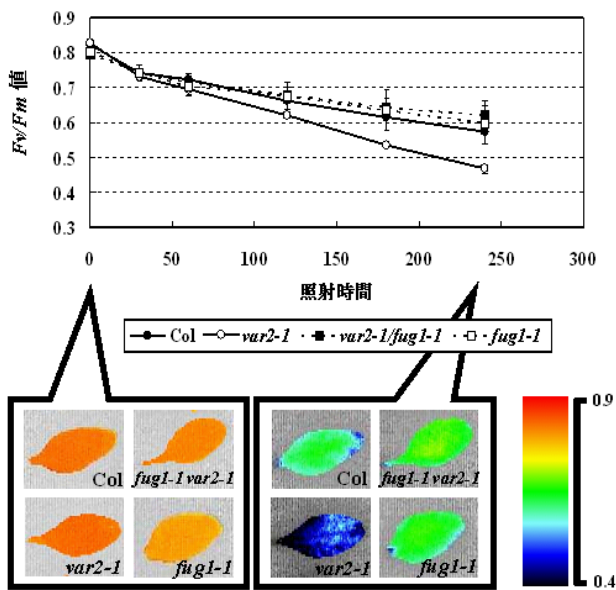 0.9
0.8
0.7
0.6
0.5
0.4
0.3
Fv/Fm 値
0 50 100 150 200 250 300
照射時間
Col var2-1 var2-1/fug1-1 fug1-1
Col fug1-1 var2-1
var2-1 fug1-1
Col fug1-1 var2-1
var2-1 fug1-1
0.9
0.4